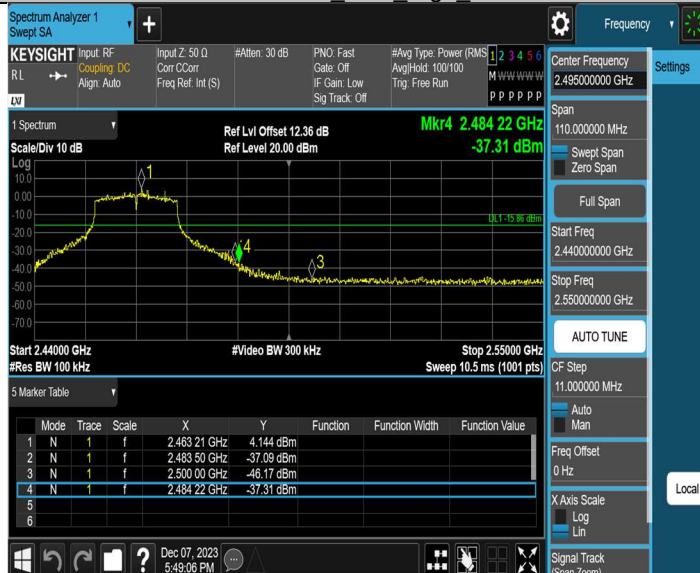 Spectrum Analyzer 1
Swept SA
Frequency
KEYSIGHT
RL
LXI
Input: RF
Coupling: DC
Align: Auto
Input Z: 50 Ω
Corr CCorr
Freq Ref: Int (S)
#Atten: 30 dB
PNO: Fast
Gate: Off
IF Gain: Low
Sig Track: Off
#Avg Type: Power (RMS
Avg|Hold: 100/100
Trig: Free Run
1 2 3 4 5 6
M W W W W W
P P P P P P
Center Frequency
2.495000000 GHz
Settings
Span
110.000000 MHz
Swept Span
Zero Span
Full Span
Start Freq
2.440000000 GHz
Stop Freq
2.550000000 GHz
AUTO TUNE
CF Step
11.000000 MHz
Auto
Man
Freq Offset
0 Hz
X Axis Scale
Log
Lin
Signal Track
(Span Zoom)
Local
1 Spectrum
Scale/Div 10 dB
Ref Lvl Offset 12.36 dB
Ref Level 20.00 dBm
Mkr4 2.484 22 GHz
-37.31 dBm
Log
10.0
0.00
-10.0
-20.0
-30.0
-40.0
-50.0
-60.0
-70.0
1
4
3
DL1 -15.86 dBm
Start 2.44000 GHz
#Res BW 100 kHz
#Video BW 300 kHz
Stop 2.55000 GHz
Sweep 10.5 ms (1001 pts)
5 Marker Table
Mode Trace Scale X Y Function Function Width Function Value
1 N 1 f 2.463 21 GHz 4.144 dBm
2 N 1 f 2.483 50 GHz -37.09 dBm
3 N 1 f 2.500 00 GHz -46.17 dBm
4 N 1 f 2.484 22 GHz -37.31 dBm
5
6
?
Dec 07, 2023
5:49:06 PM